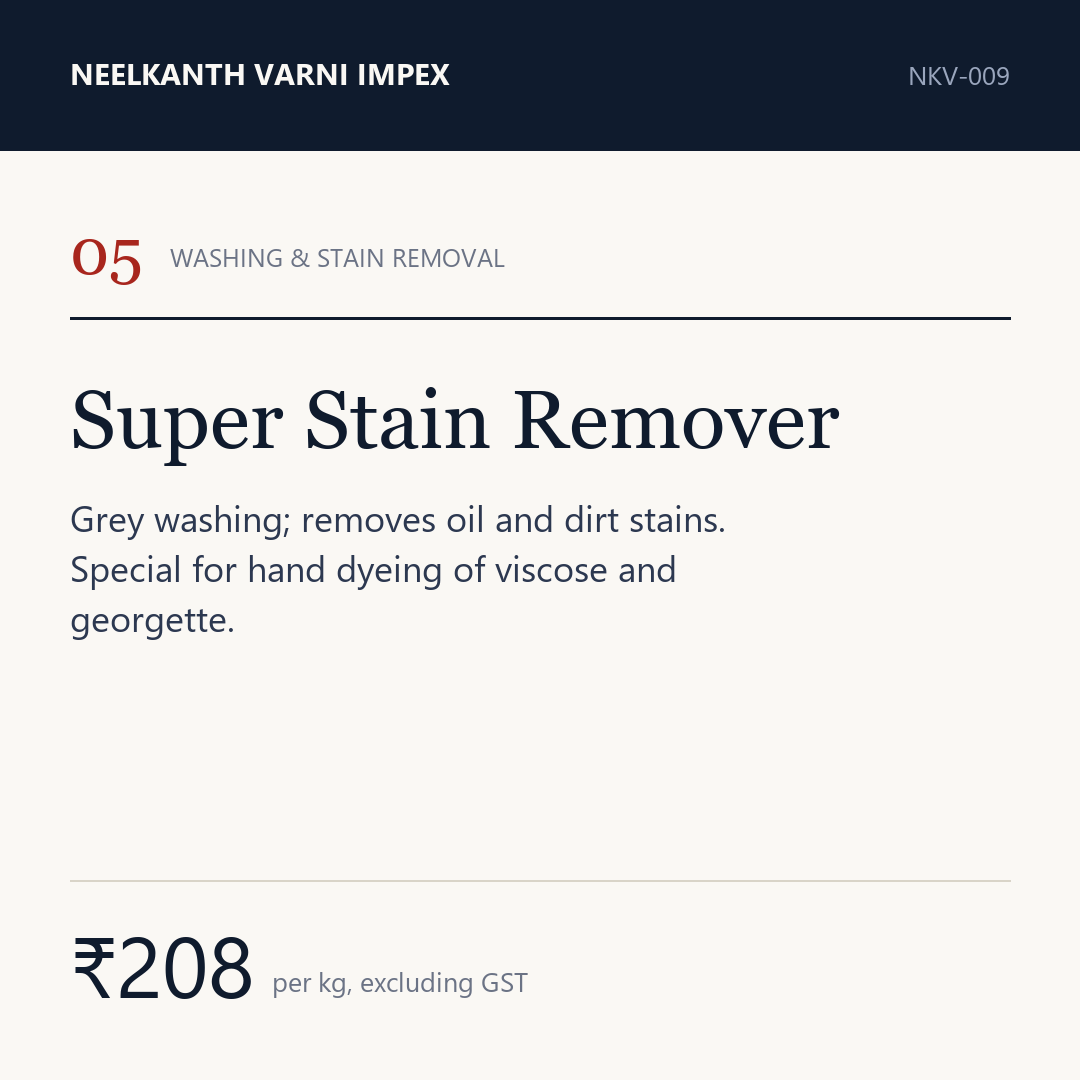 NEELKANTH VARNI IMPEX
NKV-009
05
WASHING & STAIN REMOVAL
Super Stain Remover
Grey washing; removes oil and dirt stains.
Special for hand dyeing of viscose and
georgette.
₹208 per kg, excluding GST